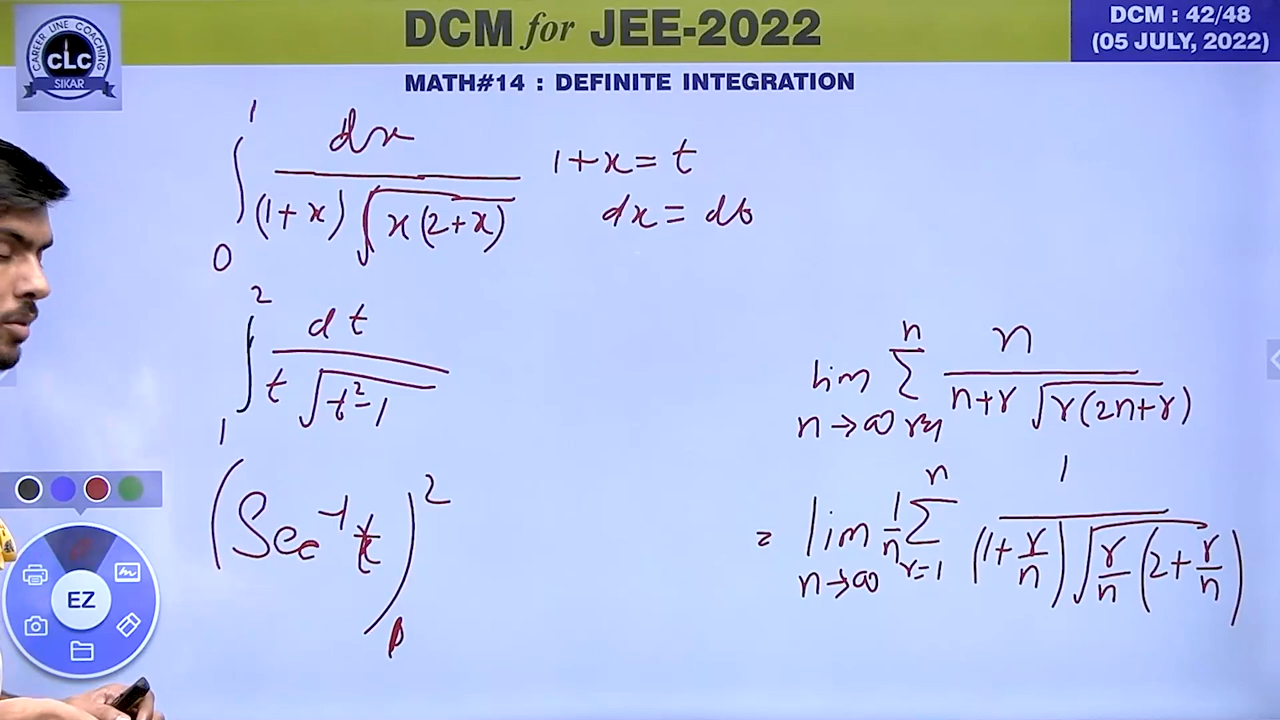 DCM for JEE-2022
DCM : 42/48
(05 JULY, 2022)
CAREER LINE COACHING
CLC
SIKAR
MATH#14 : DEFINITE INTEGRATION
∫₀¹ dx / (1+x)√(x(2+x))
1+x = t
dx = dt
∫₁² dt / t√(t²-1)
(Sec⁻¹t)₁²
lim n→∞ Σ r=1 n n / n+r √(r(2n+r))
= lim n→∞ 1/n Σ r=1 n 1 / (1+r/n)√(r/n(2+r/n))
EZ